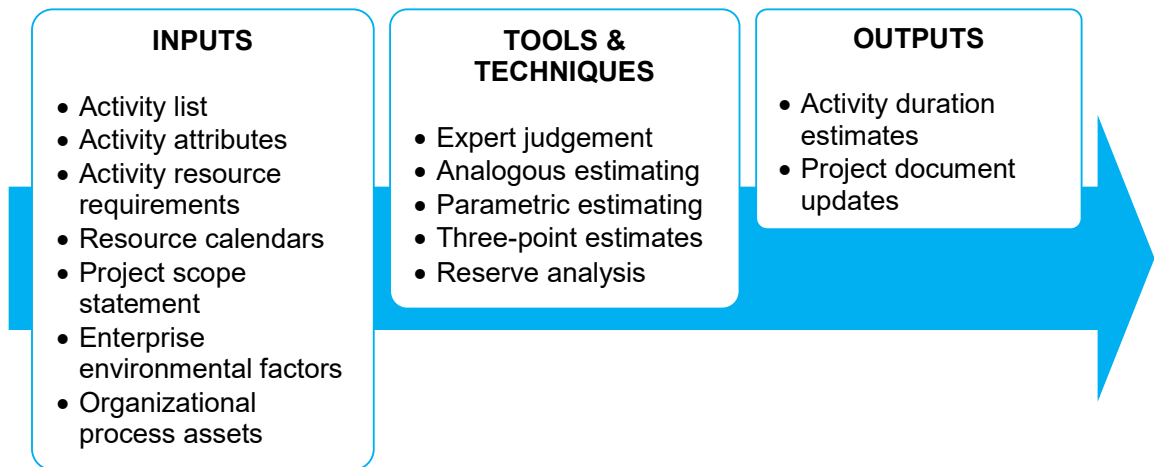 INPUTS
• Activity list
• Activity attributes
• Activity resource
requirements
• Resource calendars
• Project scope
statement
• Enterprise
environmental factors
• Organizational
process assets
TOOLS &
TECHNIQUES
• Expert judgement
• Analogous estimating
• Parametric estimating
• Three-point estimates
• Reserve analysis
OUTPUTS
• Activity duration
estimates
• Project document
updates